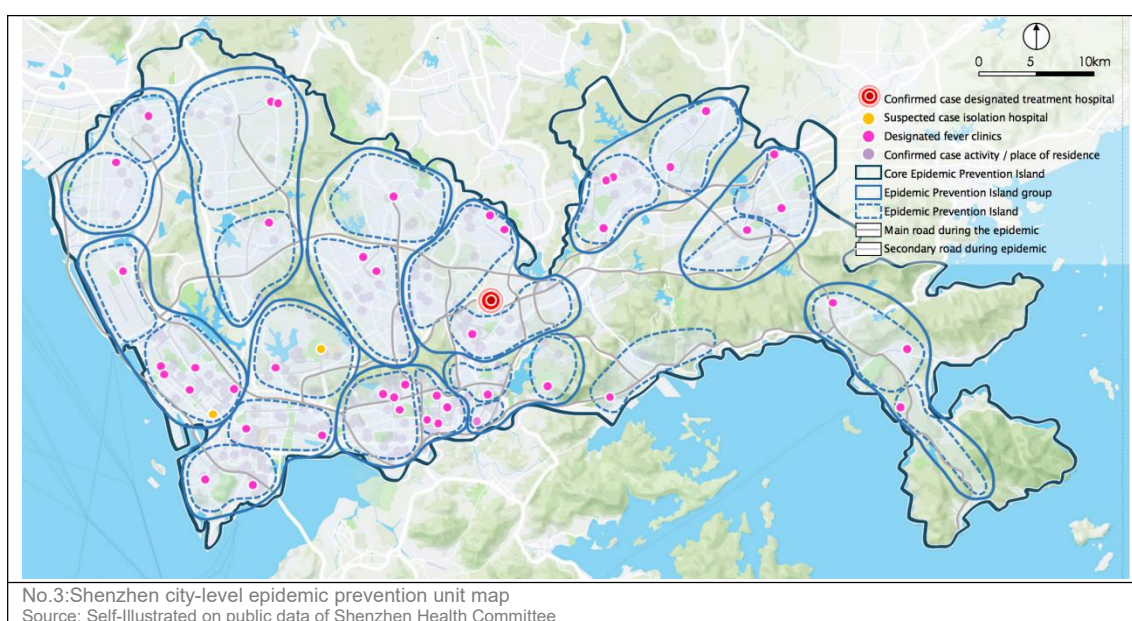 0 5 10km
Confirmed case designated treatment hospital
Suspected case isolation hospital
Designated fever clinics
Confirmed case activity / place of residence
Core Epidemic Prevention Island
Epidemic Prevention Island group
Epidemic Prevention Island
Main road during the epidemic
Secondary road during epidemic
No.3:Shenzhen city-level epidemic prevention unit map
Source: Self-Illustrated on public data of Shenzhen Health Committee